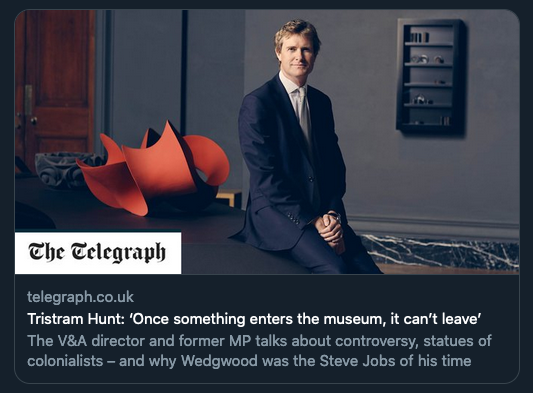 The Telegraph
telegraph.co.uk
Tristram Hunt: ‘Once something enters the museum, it can’t leave’
The V&A director and former MP talks about controversy, statues of
colonialists – and why Wedgwood was the Steve Jobs of his time